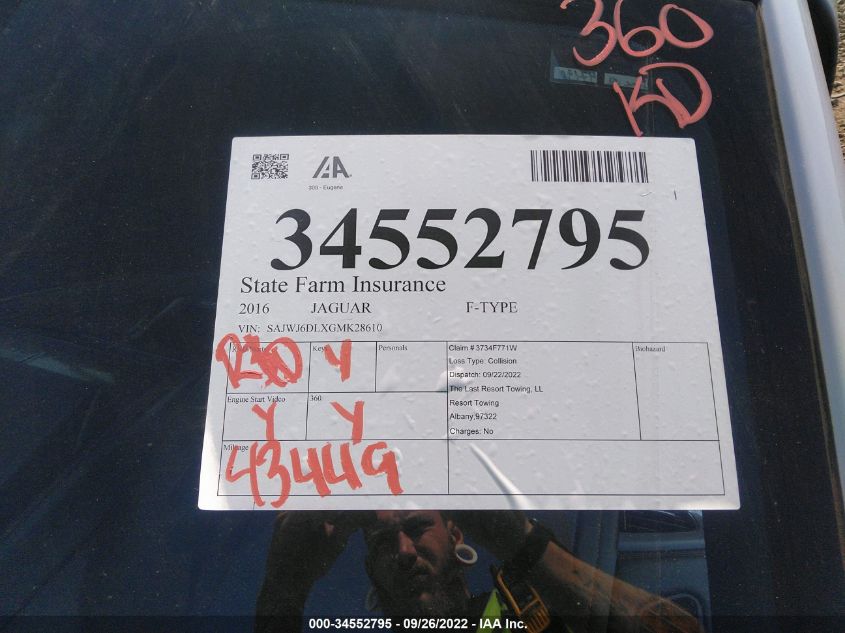 360
KD
IAA
300 - Eugene
34552795
State Farm Insurance
2016 JAGUAR F-TYPE
VIN: SAJWJ6DLXGMK28610
Keys Y Personals
Claim # 3734F771W
Loss Type: Collision
Dispatch: 09/22/2022
The Last Resort Towing, LL
Resort Towing
Albany,97322
Charges: No
Biohazard
Engine Start Video Y
360 Y
Mileage
43449
000-34552795 - 09/26/2022 - IAA Inc.